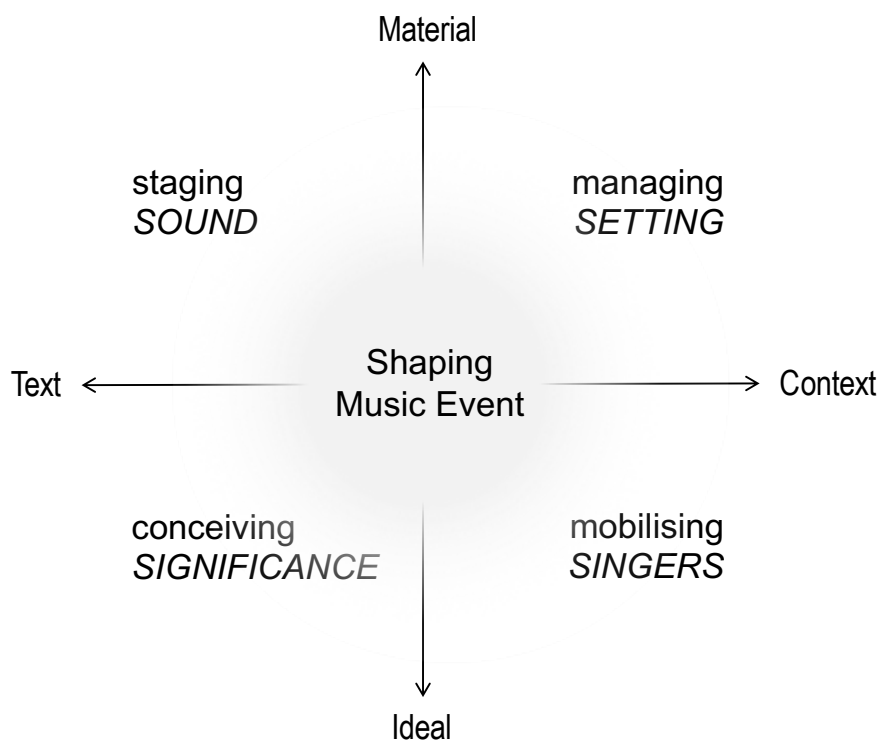 Material
staging
SOUND
managing
SETTING
Shaping
Music Event
Text
Context
conceiving
SIGNIFICANCE
mobilising
SINGERS
Ideal